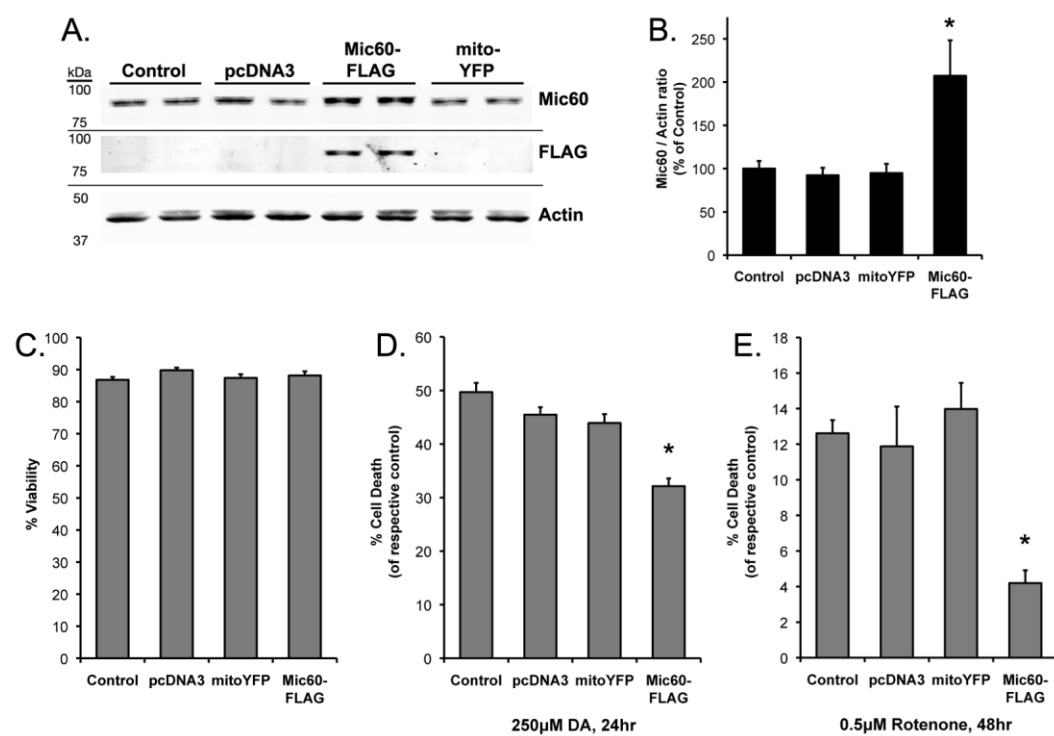 A.
kDa
Control
pcDNA3
Mic60-
FLAG
mito-
YFP
100
75
Mic60
100
75
FLAG
50
37
Actin
B.
Mic60 / Actin ratio
(% of Control)
250
200
150
100
50
0
*
Control
pcDNA3
mitoYFP
Mic60-
FLAG
C.
% Viability
100
90
80
70
60
50
40
30
20
10
0
Control
pcDNA3
mitoYFP
Mic60-
FLAG
D.
% Cell Death
(of respective control)
60
50
40
30
20
10
0
*
Control
pcDNA3
mitoYFP
Mic60-
FLAG
250µM DA, 24hr
E.
% Cell Death
(of respective control)
18
16
14
12
10
8
6
4
2
0
*
Control
pcDNA3
mitoYFP
Mic60-
FLAG
0.5µM Rotenone, 48hr